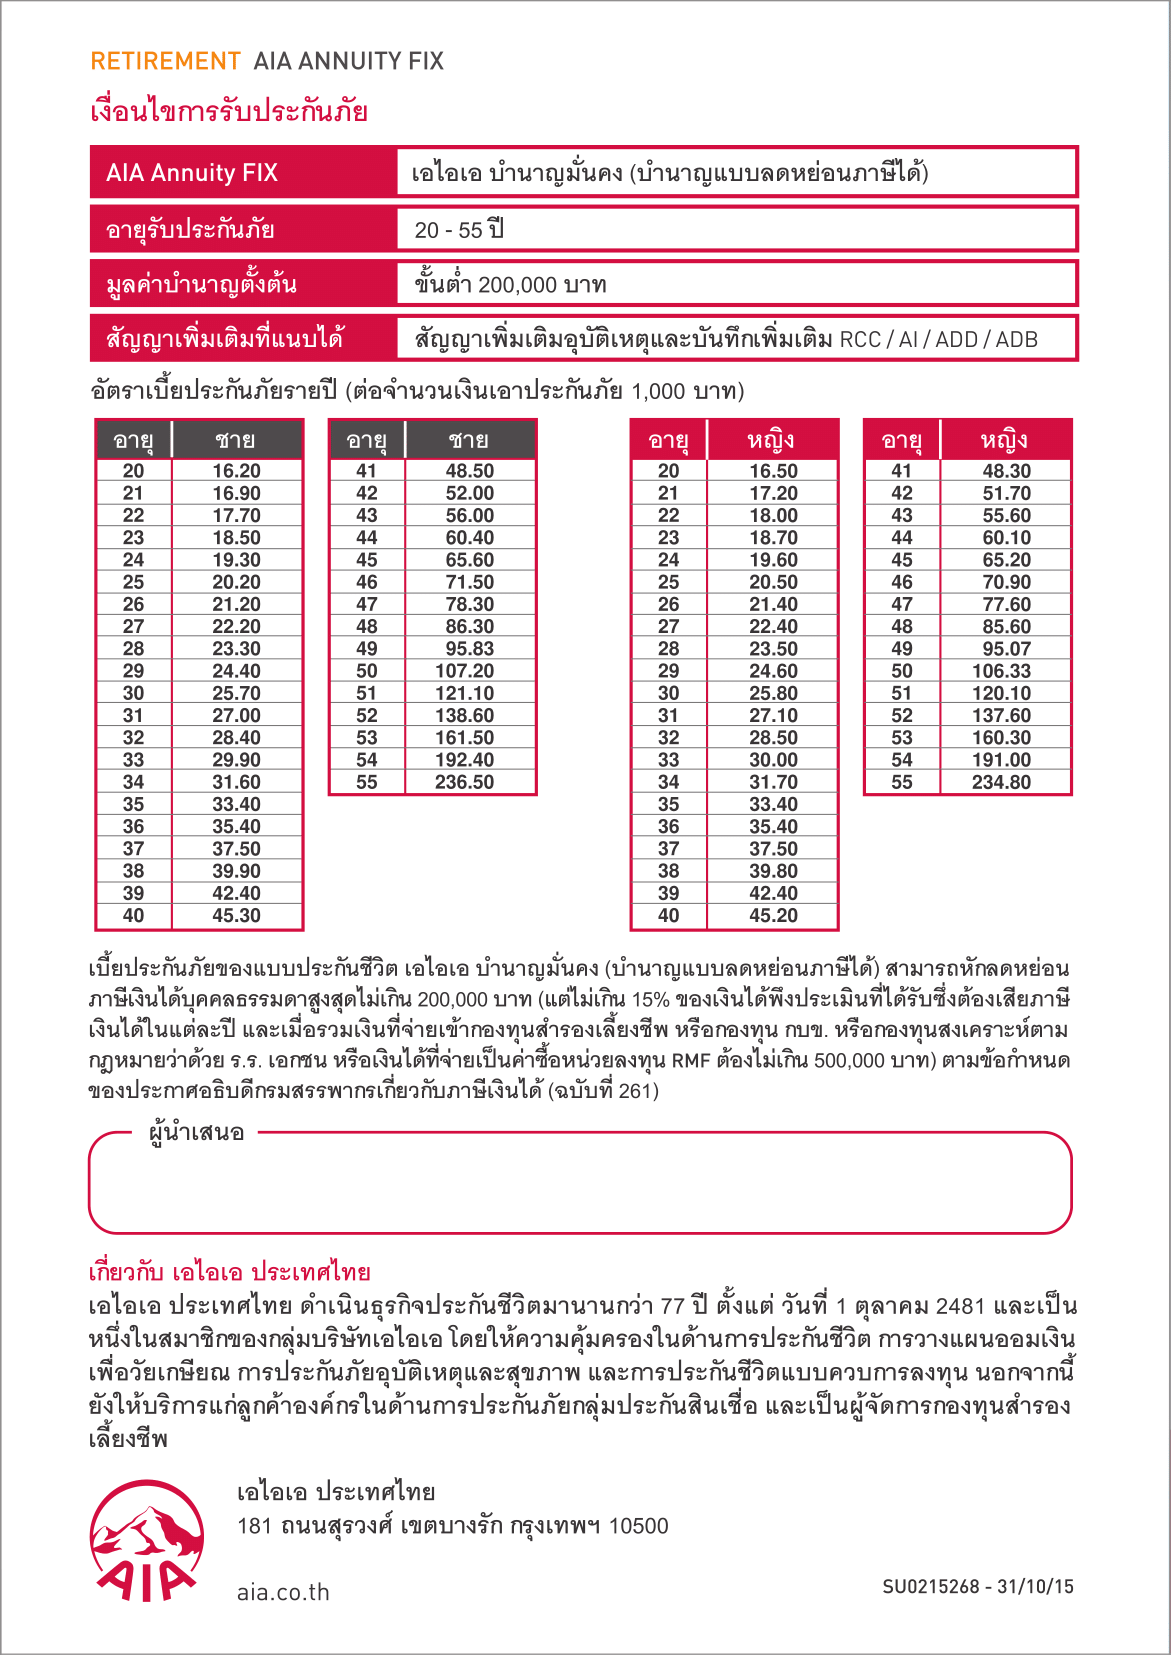 RETIREMENT AIA ANNUITY FIX
เงื่อนไขการรับประกันภัย
AIA Annuity FIX เอไอเอ บำนาญมั่นคง (บำนาญแบบลดหย่อนภาษีได้)
อายุรับประกันภัย 20 - 55 ปี
มูลค่าบำนาญตั้งต้น ขั้นต่ำ 200,000 บาท
สัญญาเพิ่มเติมที่แนบได้ สัญญาเพิ่มเติมอุบัติเหตุและบันทึกเพิ่มเติม RCC / AI / ADD / ADB
อัตราเบี้ยประกันภัยรายปี (ต่อจำนวนเงินเอาประกันภัย 1,000 บาท)
อายุ ชาย อายุ ชาย อายุ หญิง อายุ หญิง
20 16.20 41 48.50 20 16.50 41 48.30
21 16.90 42 52.00 21 17.20 42 51.70
22 17.70 43 56.00 22 18.00 43 55.60
23 18.50 44 60.40 23 18.70 44 60.10
24 19.30 45 65.60 24 19.60 45 65.20
25 20.20 46 71.50 25 20.50 46 70.90
26 21.20 47 78.30 26 21.40 47 77.60
27 22.20 48 86.30 27 22.40 48 85.60
28 23.30 49 95.83 28 23.50 49 95.07
29 24.40 50 107.20 29 24.60 50 106.33
30 25.70 51 121.10 30 25.80 51 120.10
31 27.00 52 138.60 31 27.10 52 137.60
32 28.40 53 161.50 32 28.50 53 160.30
33 29.90 54 192.40 33 30.00 54 191.00
34 31.60 55 236.50 34 31.70 55 234.80
35 33.40 35 33.40
36 35.40 36 35.40
37 37.50 37 37.50
38 39.90 38 39.80
39 42.40 39 42.40
40 45.30 40 45.20
เบี้ยประกันภัยของแบบประกันชีวิต เอไอเอ บำนาญมั่นคง (บำนาญแบบลดหย่อนภาษีได้) สามารถหักลดหย่อน
ภาษีเงินได้บุคคลธรรมดาสูงสุดไม่เกิน 200,000 บาท (แต่ไม่เกิน 15% ของเงินได้พึงประเมินที่ได้รับซึ่งต้องเสียภาษี
เงินได้ในแต่ละปี และเมื่อรวมเงินที่จ่ายเข้ากองทุนสำรองเลี้ยงชีพ หรือกองทุน กบข. หรือกองทุนสงเคราะห์ตาม
กฎหมายว่าด้วย ร.ร. เอกชน หรือเงินได้ที่จ่ายเป็นค่าซื้อหน่วยลงทุน RMF ต้องไม่เกิน 500,000 บาท) ตามข้อกำหนด
ของประกาศอธิบดีกรมสรรพากรเกี่ยวกับภาษีเงินได้ (ฉบับที่ 261)
ผู้นำเสนอ
เกี่ยวกับ เอไอเอ ประเทศไทย
เอไอเอ ประเทศไทย ดำเนินธุรกิจประกันชีวิตมานานกว่า 77 ปี ตั้งแต่ วันที่ 1 ตุลาคม 2481 และเป็น
หนึ่งในสมาชิกของกลุ่มบริษัทเอไอเอ โดยให้ความคุ้มครองในด้านการประกันชีวิต การวางแผนออมเงิน
เพื่อวัยเกษียณ การประกันภัยอุบัติเหตุและสุขภาพ และการประกันชีวิตแบบควบการลงทุน นอกจากนี้
ยังให้บริการแก่ลูกค้าองค์กรในด้านการประกันภัยกลุ่มประกันสินเชื่อ และเป็นผู้จัดการกองทุนสำรอง
เลี้ยงชีพ
เอไอเอ ประเทศไทย
181 ถนนสุรวงศ์ เขตบางรัก กรุงเทพฯ 10500
AIA
aia.co.th
SU0215268 - 31/10/15